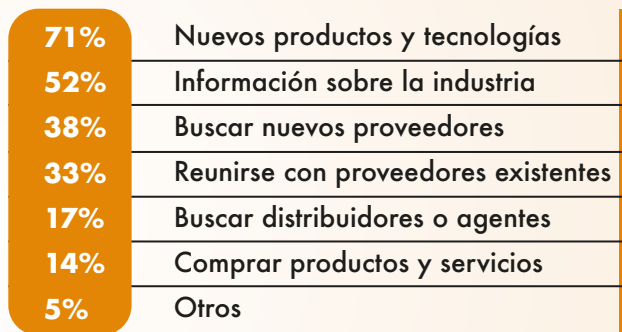 71% Nuevos productos y tecnologías
52% Información sobre la industria
38% Buscar nuevos proveedores
33% Reunirse con proveedores existentes
17% Buscar distribuidores o agentes
14% Comprar productos y servicios
5% Otros